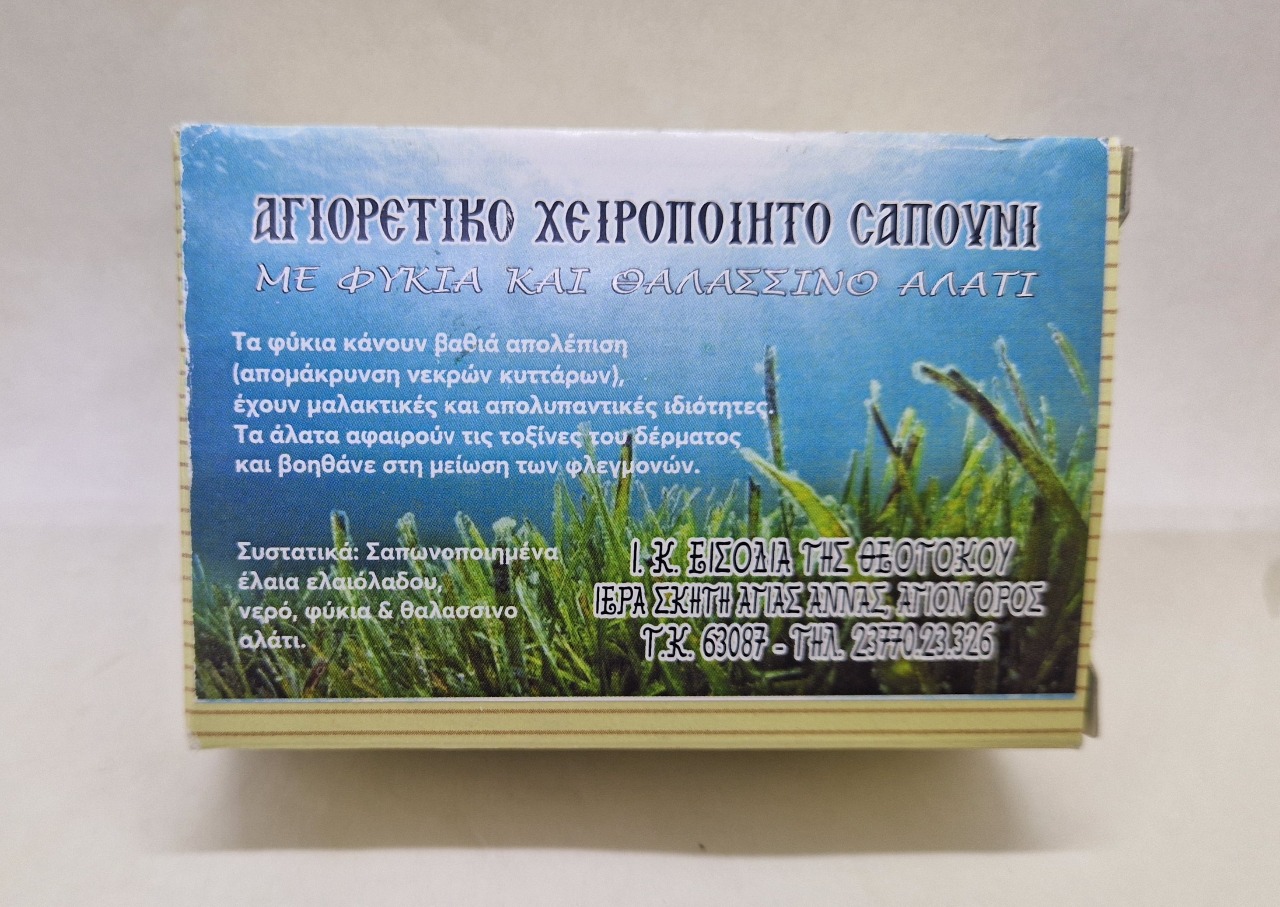 ΑΓΙΟΡΕΤΙΚΟ ΧΕΙΡΟΠΟΙΗΤΟ ΣΑΠΟΥΝΙ
ΜΕ ΦΥΚΙΑ ΚΑΙ ΘΑΛΑΣΣΙΝΟ ΑΛΑΤΙ
Τα φύκια κάνουν βαθιά απολέπιση
(απομάκρυνση νεκρών κυττάρων),
έχουν μαλακτικές και απολυπαντικές ιδιότητες.
Τα άλατα αφαιρούν τις τοξίνες του δέρματος
και βοηθάνε στη μείωση των φλεγμονών.
Συστατικά: Σαπωνοποιημένα
έλαια ελαιόλαδου,
νερό, φύκια & θαλασσινο
αλάτι.
Ι. Κ. ΕΙΣΟΔΙΑ ΤΗΣ ΘΕΟΤΟΚΟΥ
ΙΕΡΑ ΣΚΗΤΗ ΑΓΙΑΣ ΑΝΝΑΣ, ΑΓΙΟΝ ΟΡΟΣ
Τ.Κ. 63087 - ΤΗΛ. 23770.23.326